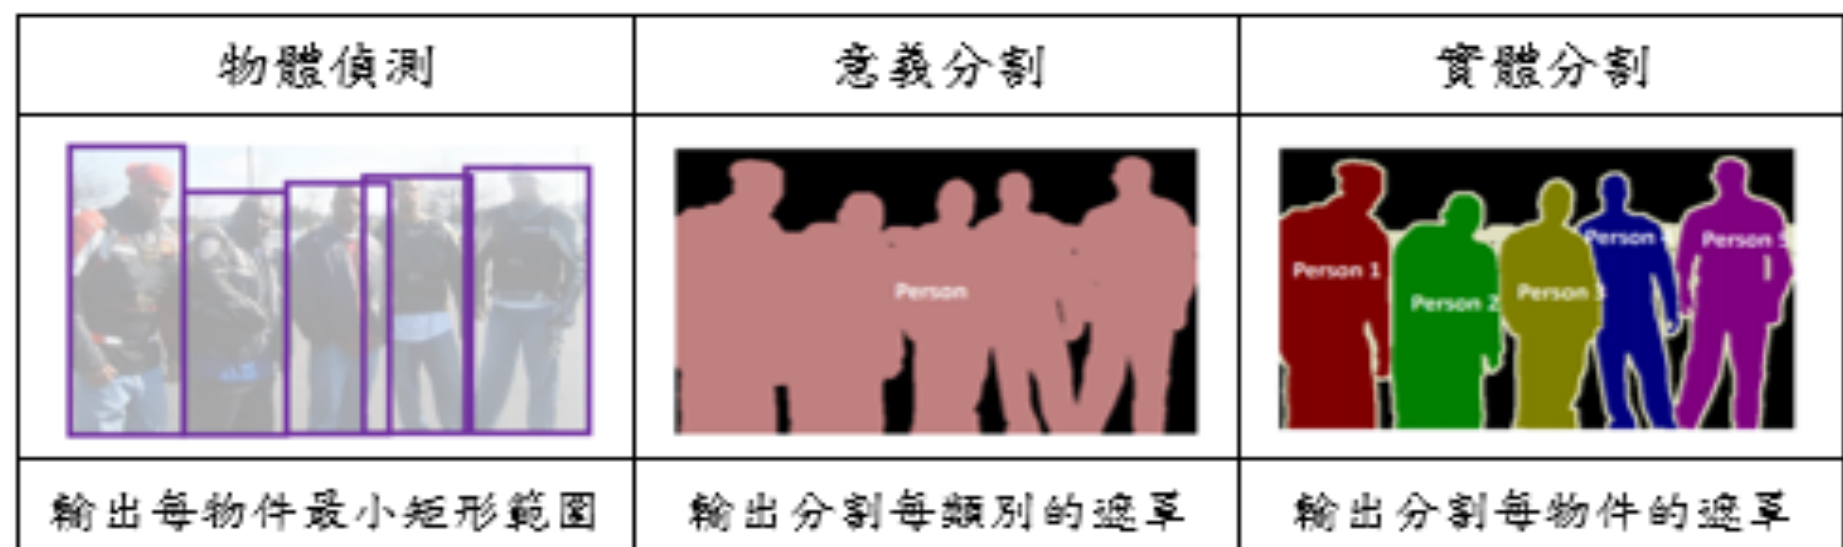 物體偵測
意義分割
實體分割
Person
Person 1
Person 2
Person 3
Person
Person 5
輸出每物件最小矩形範圍
輸出分割每類別的遮罩
輸出分割每物件的遮罩